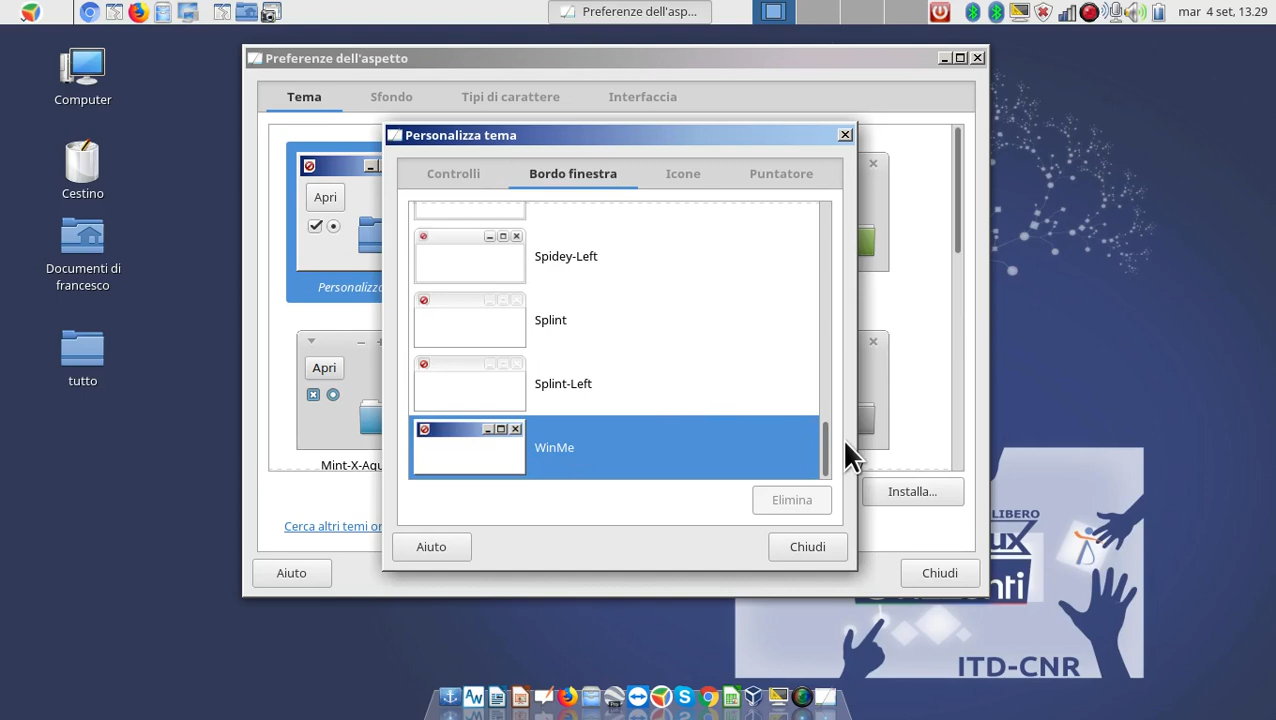 Preferenze dell'asp...
mar 4 set, 13.29
Computer
Cestino
Documenti di
francesco
tutto
Preferenze dell'aspetto
Tema
Sfondo
Tipi di carattere
Interfaccia
Apri
Personalizz
Apri
Mint-X-Aqu
Cerca altri temi o
Installa...
Aiuto
Chiudi
Personalizza tema
Controlli
Bordo finestra
Icone
Puntatore
Spidey-Left
Splint
Splint-Left
WinMe
Elimina
Aiuto
Chiudi
LIBERO
ITD-CNR